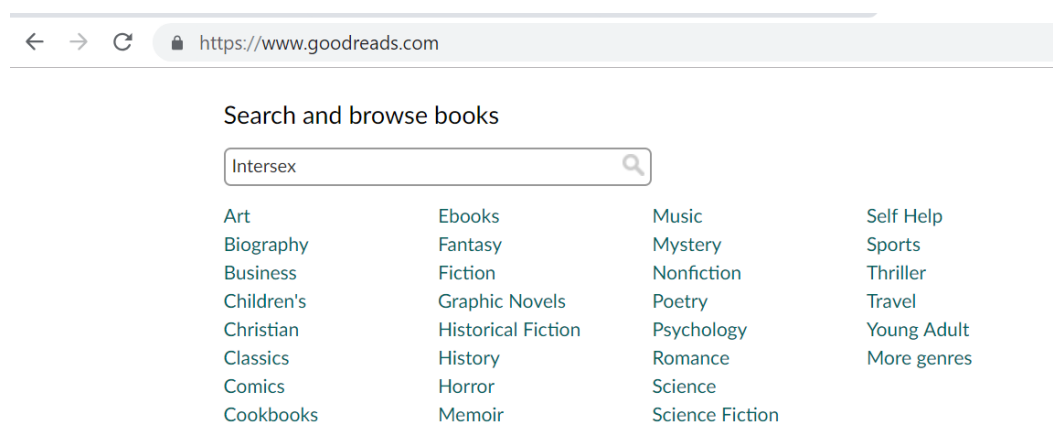 https://www.goodreads.com
Search and browse books
Intersex
Art Ebooks Music Self Help
Biography Fantasy Mystery Sports
Business Fiction Nonfiction Thriller
Children's Graphic Novels Poetry Travel
Christian Historical Fiction Psychology Young Adult
Classics History Romance More genres
Comics Horror Science
Cookbooks Memoir Science Fiction